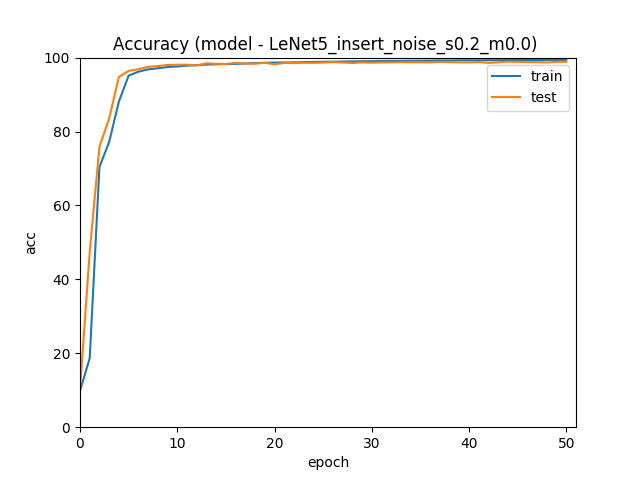 Accuracy (model - LeNet5_insert_noise_s0.2_m0.0)
100
80
60
40
20
0
acc
train
test
0 10 20 30 40 50
epoch